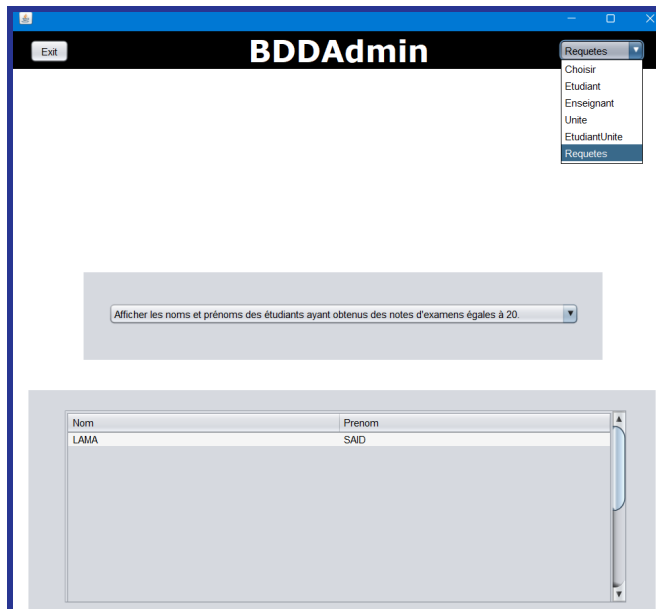 Exit
BDDAdmin
Requetes
Choisir
Etudiant
Enseignant
Unite
EtudiantUnite
Requetes
Afficher les noms et prénoms des étudiants ayant obtenus des notes d'examens égales à 20.
Nom Prenom
LAMA SAID